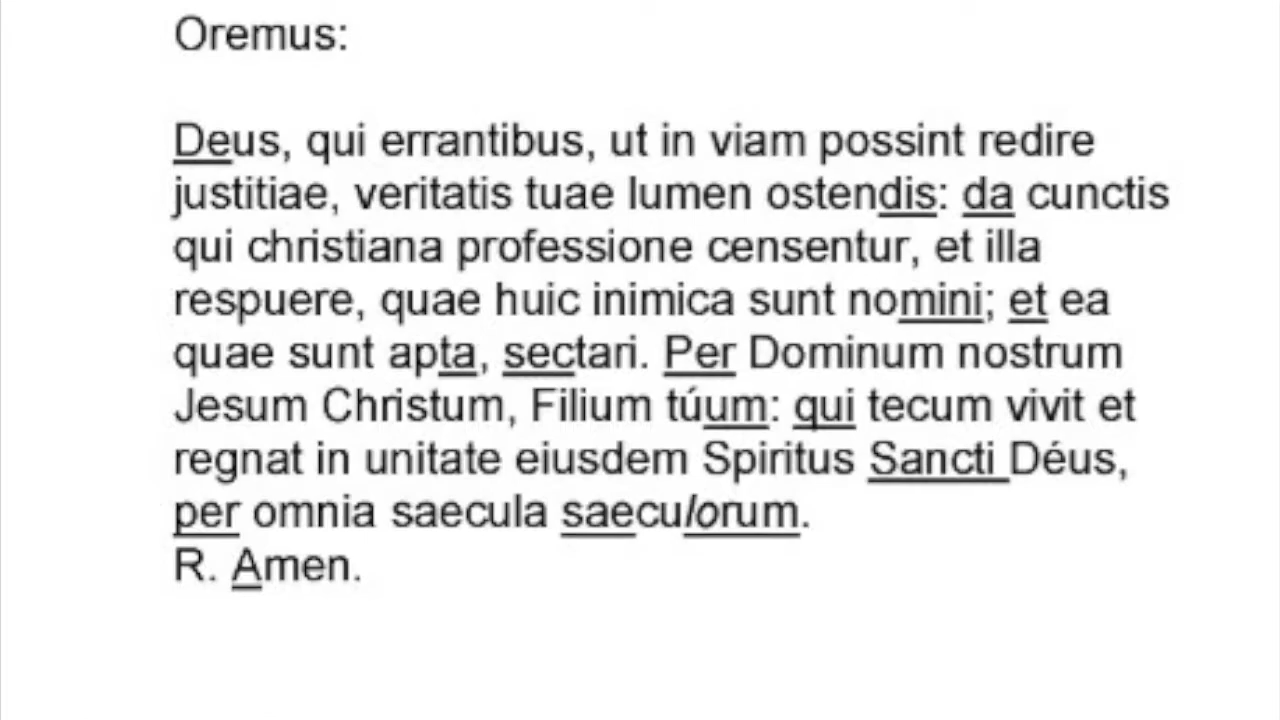 Oremus:
Deus, qui errantibus, ut in viam possint redire
justitiae, veritatis tuae lumen ostendis: da cunctis
qui christiana professione censentur, et illa
respuere, quae huic inimica sunt nomini; et ea
quae sunt apta, sectari. Per Dominum nostrum
Jesum Christum, Filium túum: qui tecum vivit et
regnat in unitate eiusdem Spiritus Sancti Déus,
per omnia saecula saeculorum.
R. Amen.